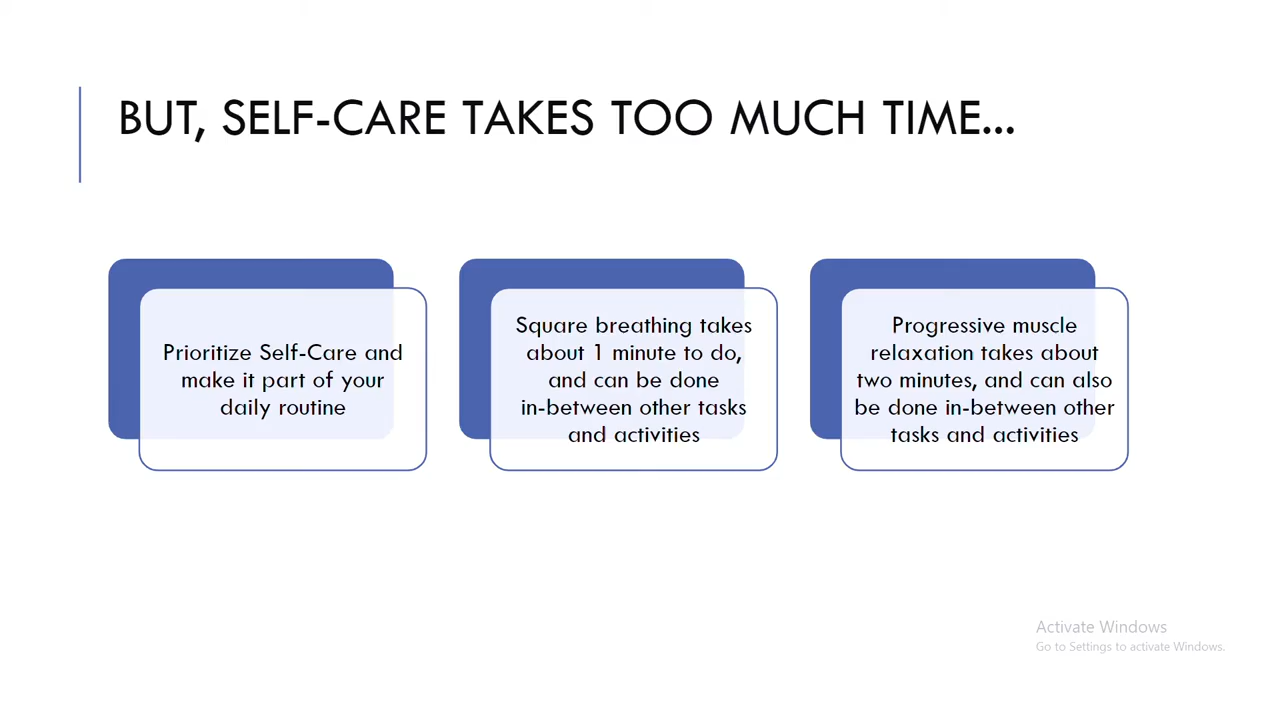 BUT, SELF-CARE TAKES TOO MUCH TIME...
Prioritize Self-Care and
make it part of your
daily routine
Square breathing takes
about 1 minute to do,
and can be done
in-between other tasks
and activities
Progressive muscle
relaxation takes about
two minutes, and can also
be done in-between other
tasks and activities
Activate Windows
Go to Settings to activate Windows.